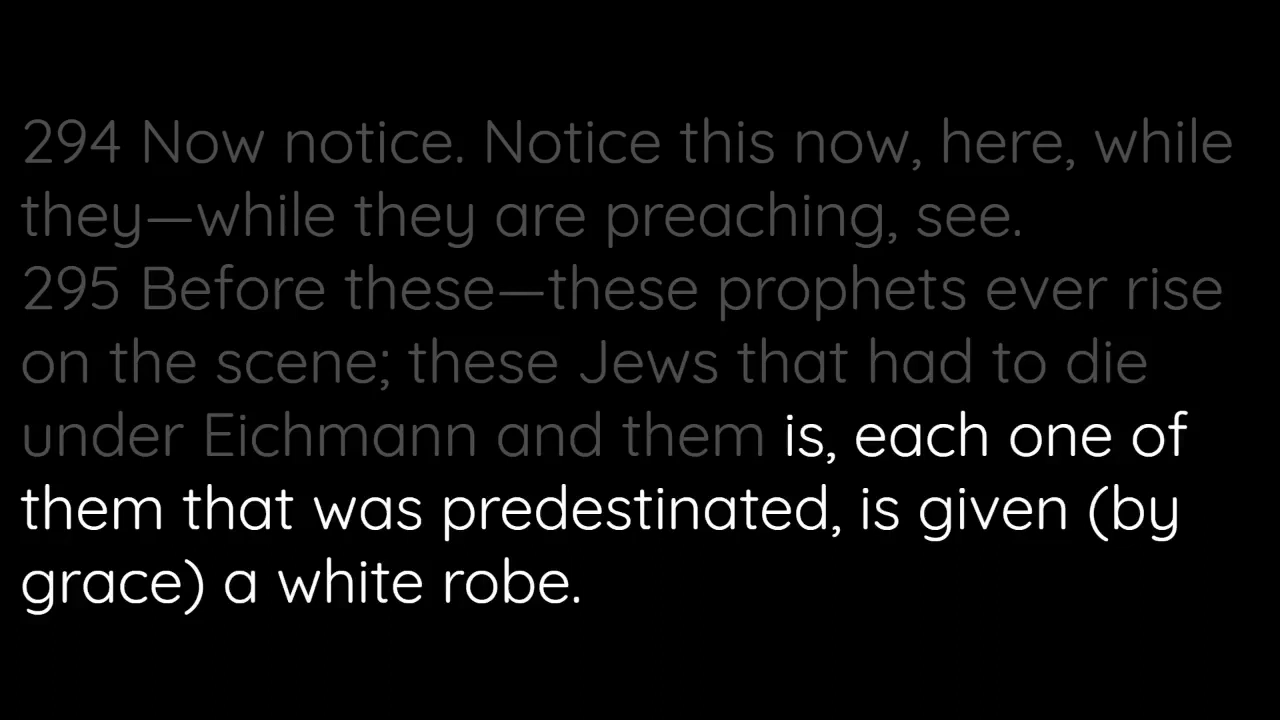 294 Now notice. Notice this now, here, while
they—while they are preaching, see.
295 Before these—these prophets ever rise
on the scene; these Jews that had to die
under Eichmann and them is, each one of
them that was predestinated, is given (by
grace) a white robe.